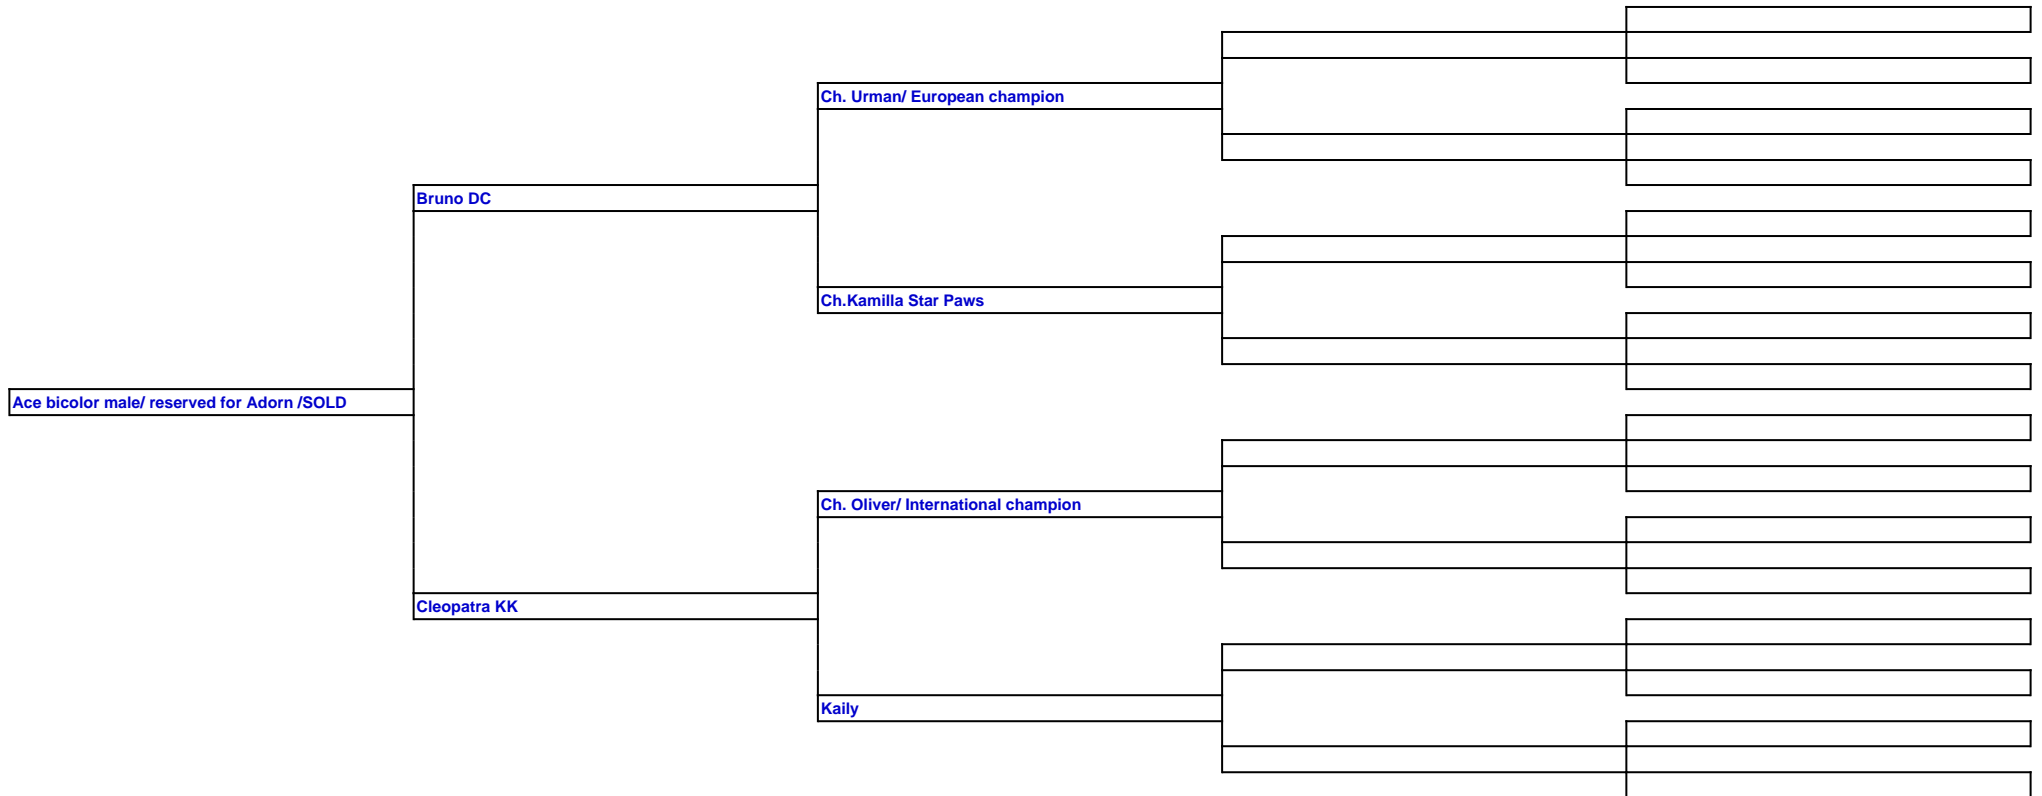 Ch. Urman/ European champion
Bruno DC
Ch.Kamilla Star Paws
Ace bicolor male/ reserved for Adorn /SOLD
Ch. Oliver/ International champion
Cleopatra KK
Kaily